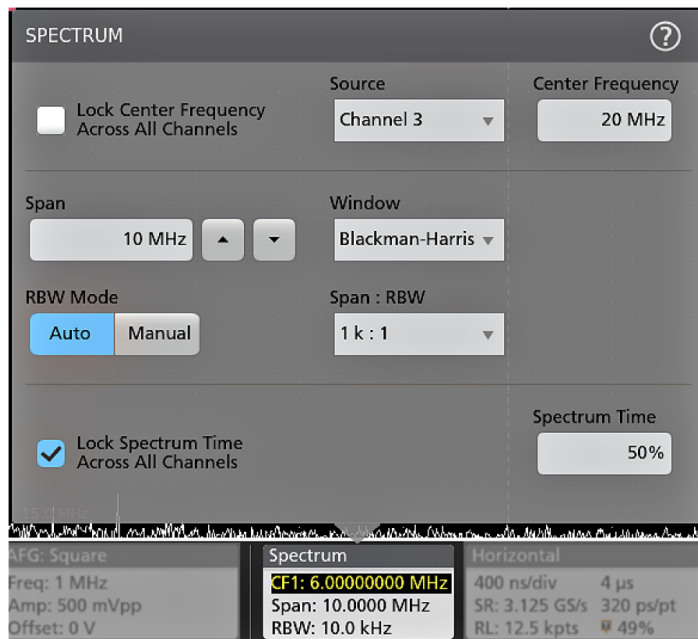 SPECTRUM
?
Lock Center Frequency
Across All Channels
Source
Channel 3
Center Frequency
20 MHz
Span
10 MHz
Window
Blackman-Harris
RBW Mode
Auto
Manual
Span : RBW
1 k : 1
Lock Spectrum Time
Across All Channels
Spectrum Time
50%
15.0 MHz
AFG: Square
Freq: 1 MHz
Amp: 500 mVpp
Offset: 0 V
Spectrum
CF1: 6.00000000 MHz
Span: 10.0000 MHz
RBW: 10.0 kHz
Horizontal
400 ns/div 4 µs
SR: 3.125 GS/s 320 ps/pt
RL: 12.5 kpts 49%